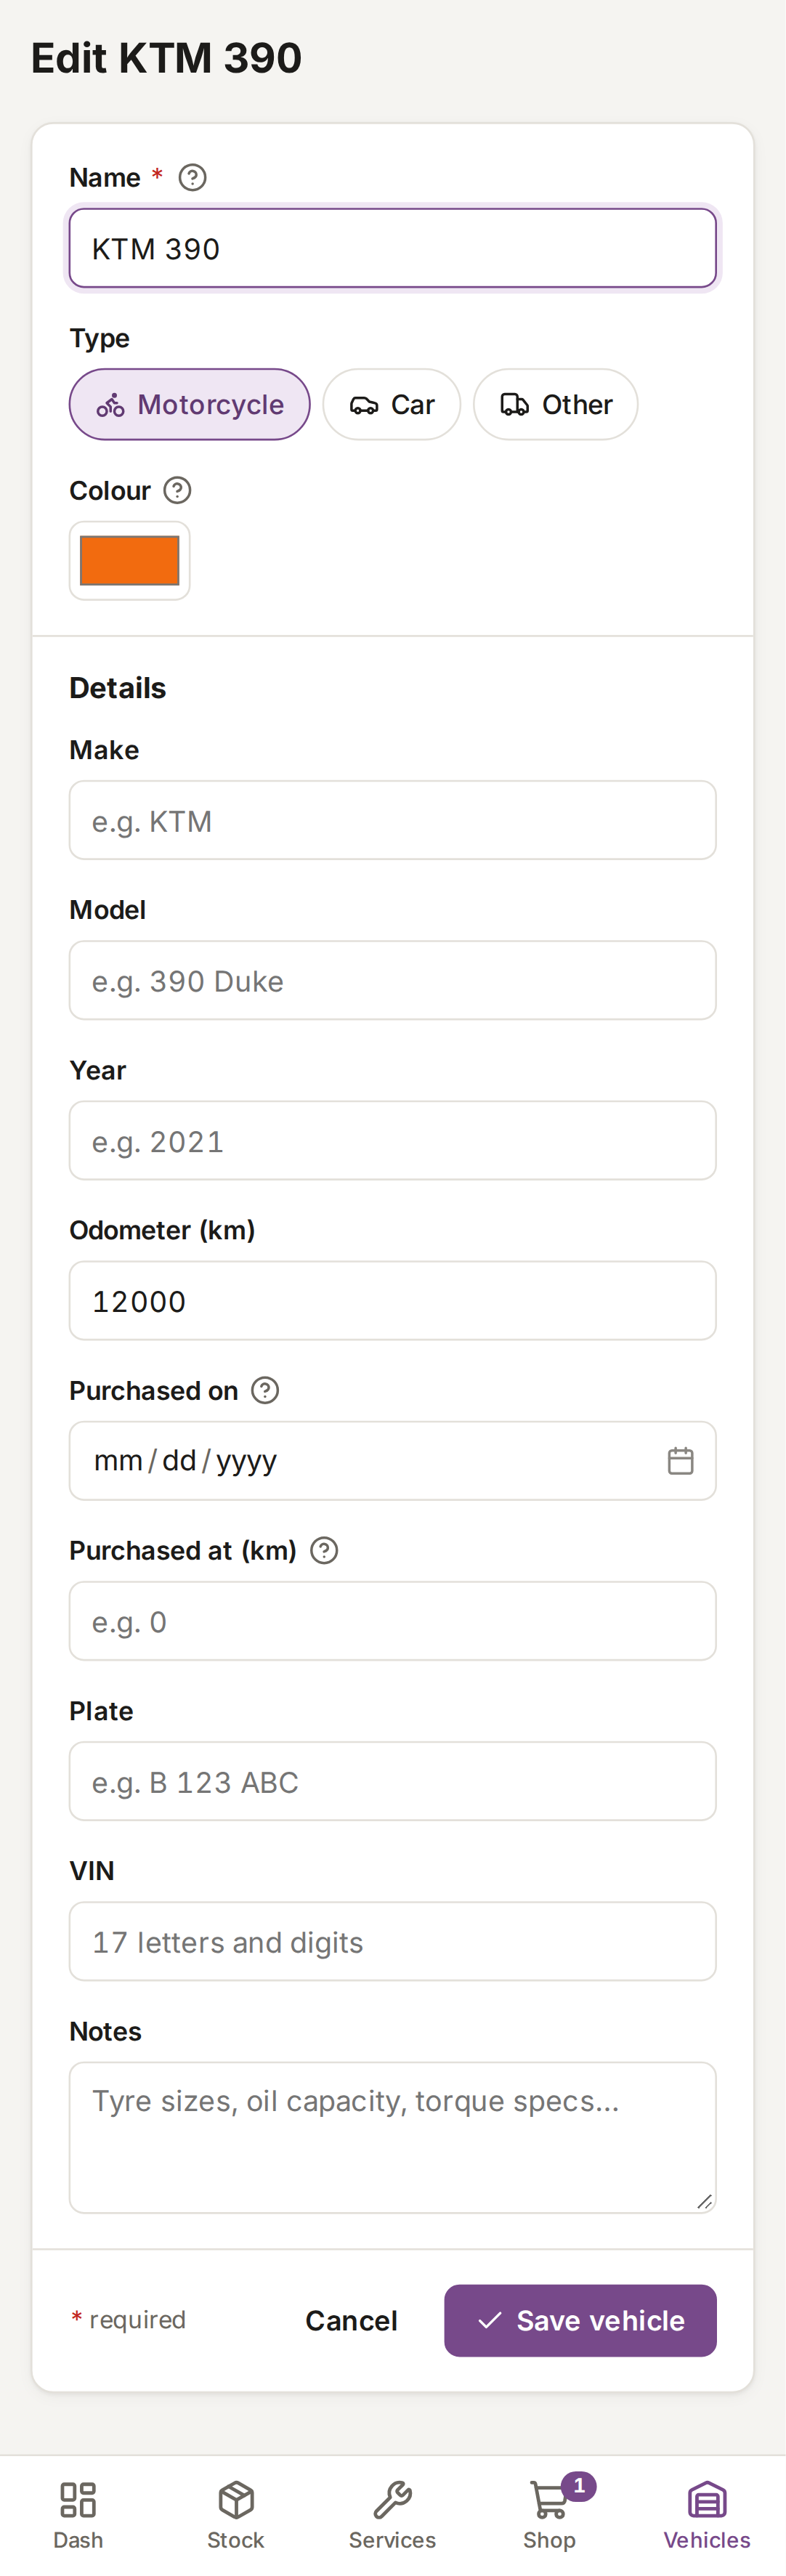 Edit KTM 390
Name *
KTM 390
Type
Motorcycle Car Other
Colour
Details
Make
e.g. KTM
Model
e.g. 390 Duke
Year
e.g. 2021
Odometer (km)
12000
Purchased on
mm/dd/yyyy
Purchased at (km)
e.g. 0
Plate
e.g. B 123 ABC
VIN
17 letters and digits
Notes
Tyre sizes, oil capacity, torque specs...
* required Cancel Save vehicle
1
Dash Stock Services Shop Vehicles